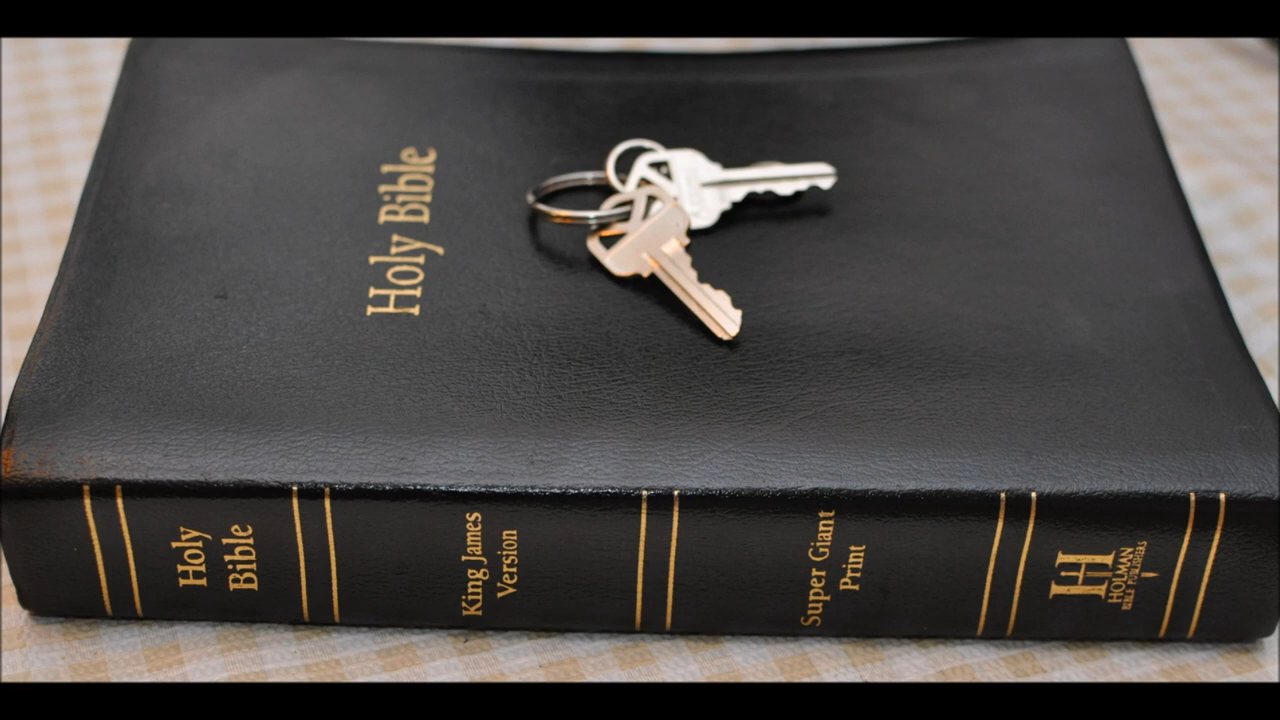 Holy Bible
Holy
Bible
King James
Version
Super Giant
Print
HOLMAN
BIBLE PUBLISHERS